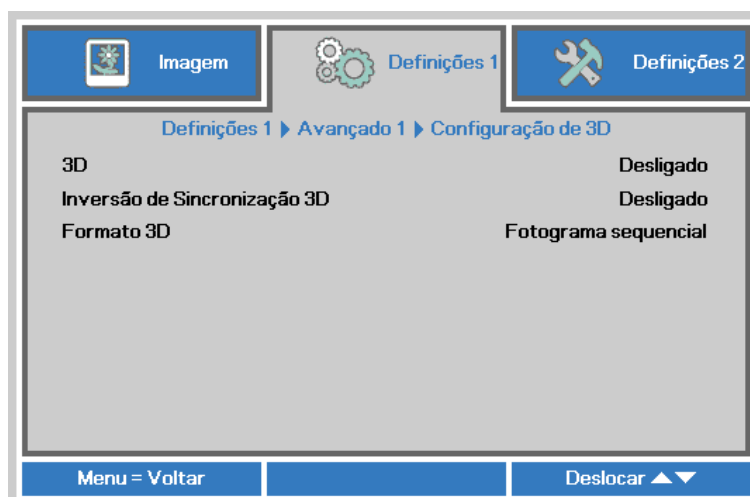 Imagem Definições 1 Definições 2
Definições 1 ▶ Avançado 1 ▶ Configuração de 3D
3D Desligado
Inversão de Sincronização 3D Desligado
Formato 3D Fotograma sequencial
Menu = Voltar Deslocar ▲▼